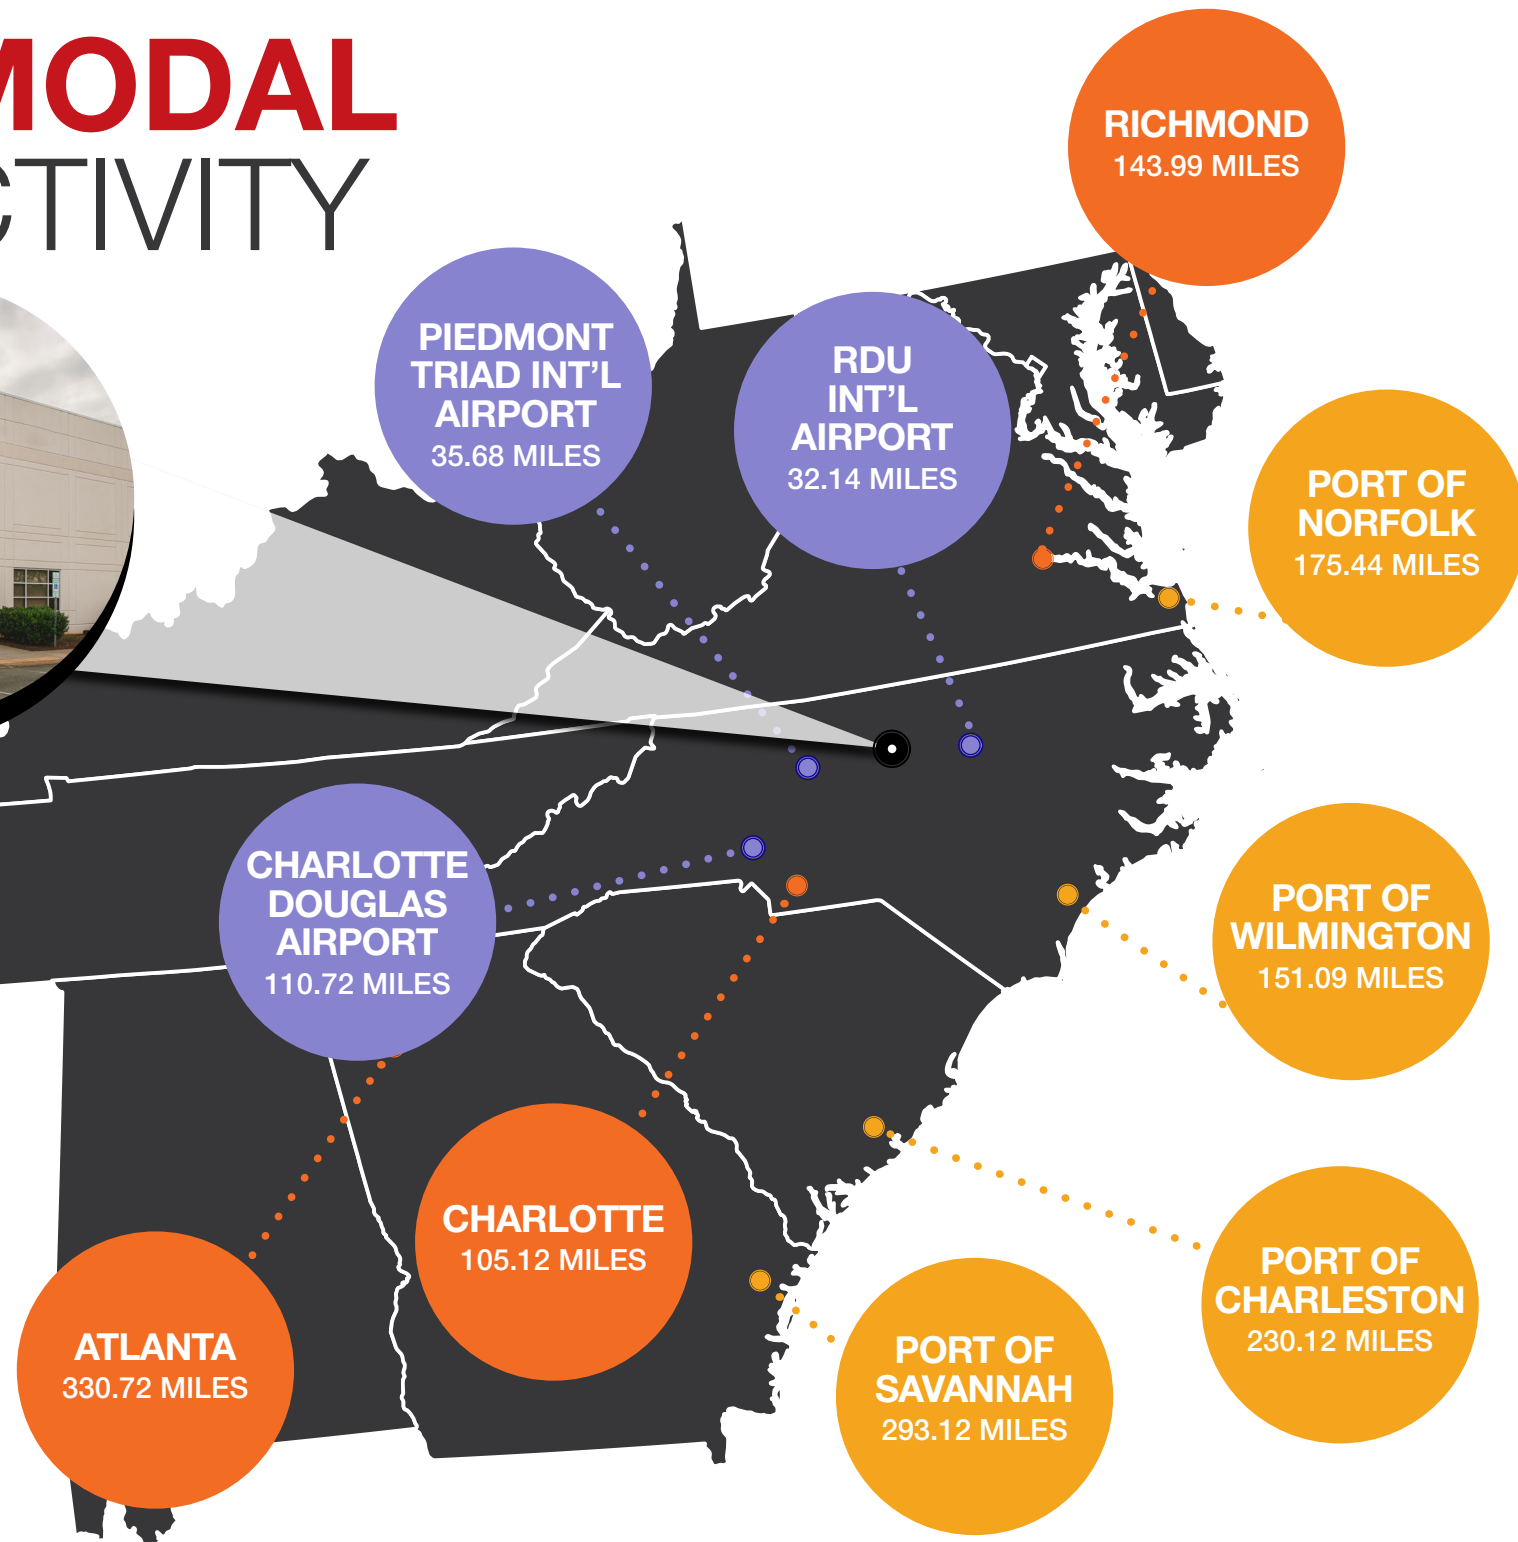 MODAL
CTIVITY
RICHMOND
143.99 MILES
PIEDMONT
TRIAD INT'L
AIRPORT
35.68 MILES
RDU
INT'L
AIRPORT
32.14 MILES
PORT OF
NORFOLK
175.44 MILES
CHARLOTTE
DOUGLAS
AIRPORT
110.72 MILES
PORT OF
WILMINGTON
151.09 MILES
CHARLOTTE
105.12 MILES
PORT OF
CHARLESTON
230.12 MILES
ATLANTA
330.72 MILES
PORT OF
SAVANNAH
293.12 MILES